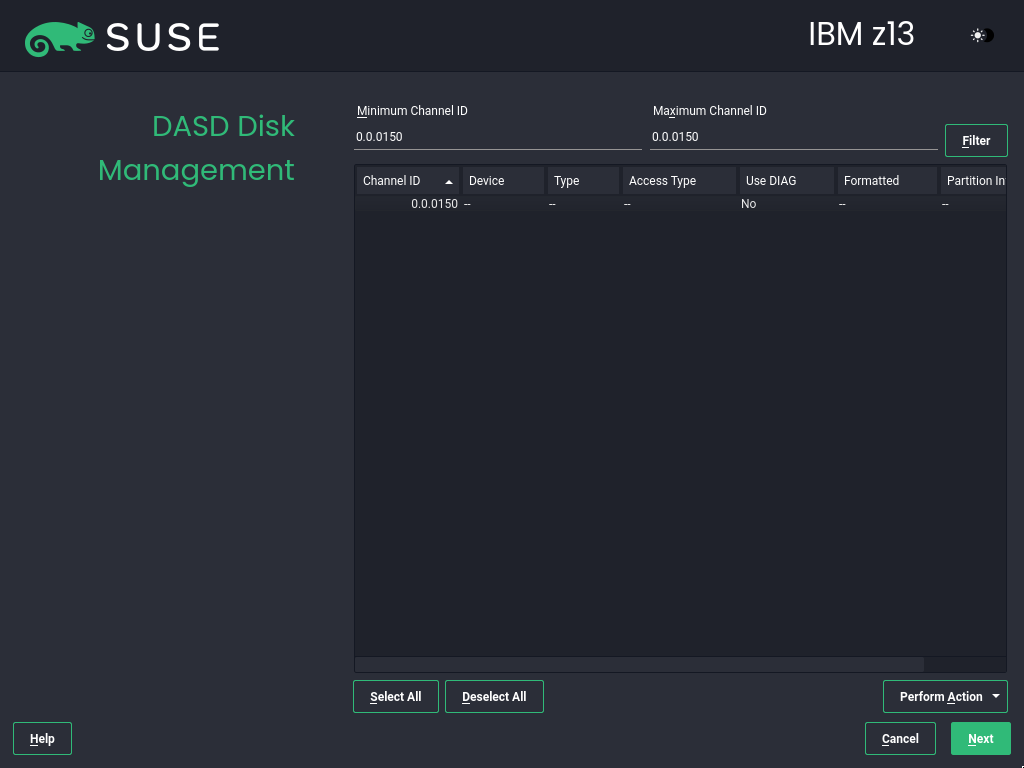 SUSE
IBM z13
DASD Disk
Management
Minimum Channel ID
Maximum Channel ID
0.0.0150
0.0.0150
Filter
Channel ID Device Type Access Type Use DIAG Formatted Partition In
0.0.0150 -- -- -- No -- --
Select All
Deselect All
Perform Action
Help
Cancel
Next